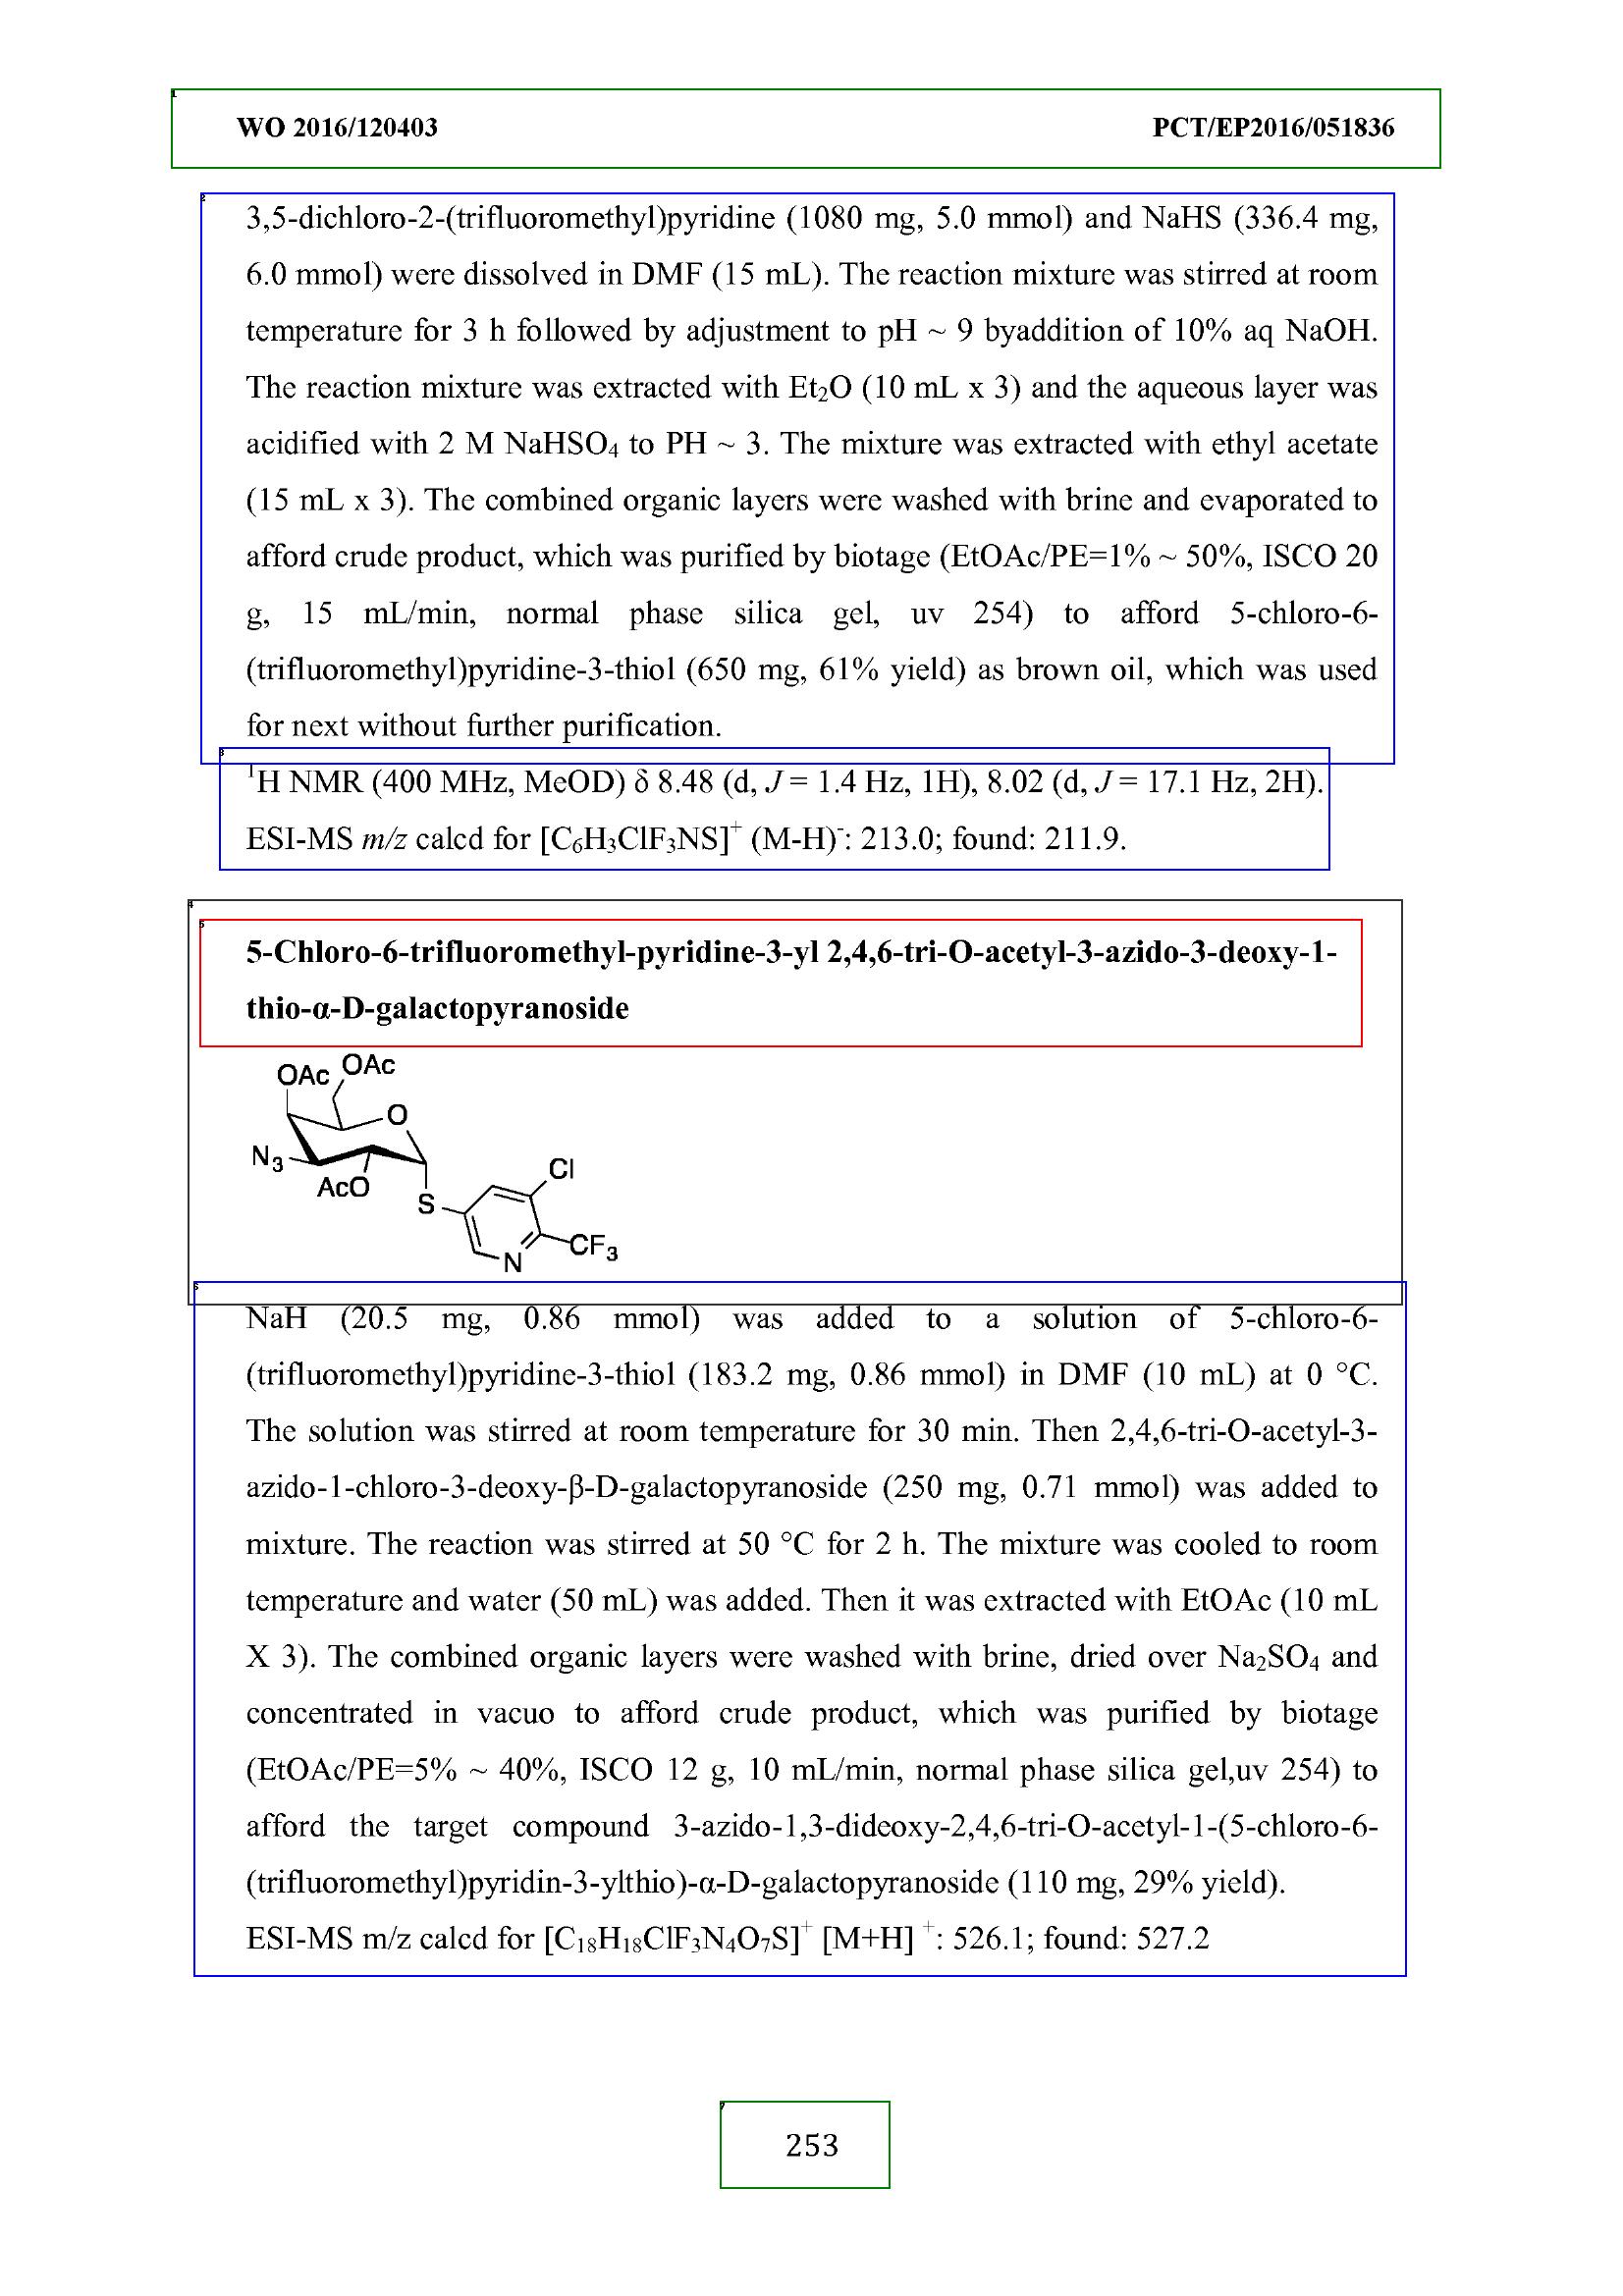 WO 2016/120403 PCT/EP2016/051836
3,5-dichloro-2-(trifluoromethyl)pyridine (1080 mg, 5.0 mmol) and NaHS (336.4 mg,
6.0 mmol) were dissolved in DMF (15 mL). The reaction mixture was stirred at room
temperature for 3 h followed by adjustment to pH ~ 9 byaddition of 10% aq NaOH.
The reaction mixture was extracted with Et₂O (10 mL x 3) and the aqueous layer was
acidified with 2 M NaHSO₄ to PH ~ 3. The mixture was extracted with ethyl acetate
(15 mL x 3). The combined organic layers were washed with brine and evaporated to
afford crude product, which was purified by biotage (EtOAc/PE=1% ~ 50%, ISCO 20
g, 15 mL/min, normal phase silica gel, uv 254) to afford 5-chloro-6-
(trifluoromethyl)pyridine-3-thiol (650 mg, 61% yield) as brown oil, which was used
for next without further purification.
¹H NMR (400 MHz, MeOD) δ 8.48 (d, J = 1.4 Hz, 1H), 8.02 (d, J = 17.1 Hz, 2H).
ESI-MS m/z calcd for [C₆H₃ClF₃NS]⁺ (M-H)⁻: 213.0; found: 211.9.
5-Chloro-6-trifluoromethyl-pyridine-3-yl 2,4,6-tri-O-acetyl-3-azido-3-deoxy-1-
thio-α-D-galactopyranoside
OAc OAc
O
N₃
AcO
Cl
S
CF₃
N
NaH (20.5 mg, 0.86 mmol) was added to a solution of 5-chloro-6-
(trifluoromethyl)pyridine-3-thiol (183.2 mg, 0.86 mmol) in DMF (10 mL) at 0 °C.
The solution was stirred at room temperature for 30 min. Then 2,4,6-tri-O-acetyl-3-
azido-1-chloro-3-deoxy-β-D-galactopyranoside (250 mg, 0.71 mmol) was added to
mixture. The reaction was stirred at 50 °C for 2 h. The mixture was cooled to room
temperature and water (50 mL) was added. Then it was extracted with EtOAc (10 mL
X 3). The combined organic layers were washed with brine, dried over Na₂SO₄ and
concentrated in vacuo to afford crude product, which was purified by biotage
(EtOAc/PE=5% ~ 40%, ISCO 12 g, 10 mL/min, normal phase silica gel,uv 254) to
afford the target compound 3-azido-1,3-dideoxy-2,4,6-tri-O-acetyl-1-(5-chloro-6-
(trifluoromethyl)pyridin-3-ylthio)-α-D-galactopyranoside (110 mg, 29% yield).
ESI-MS m/z calcd for [C₁₈H₁₈ClF₃N₄O₇S]⁺ [M+H] ⁺: 526.1; found: 527.2
253